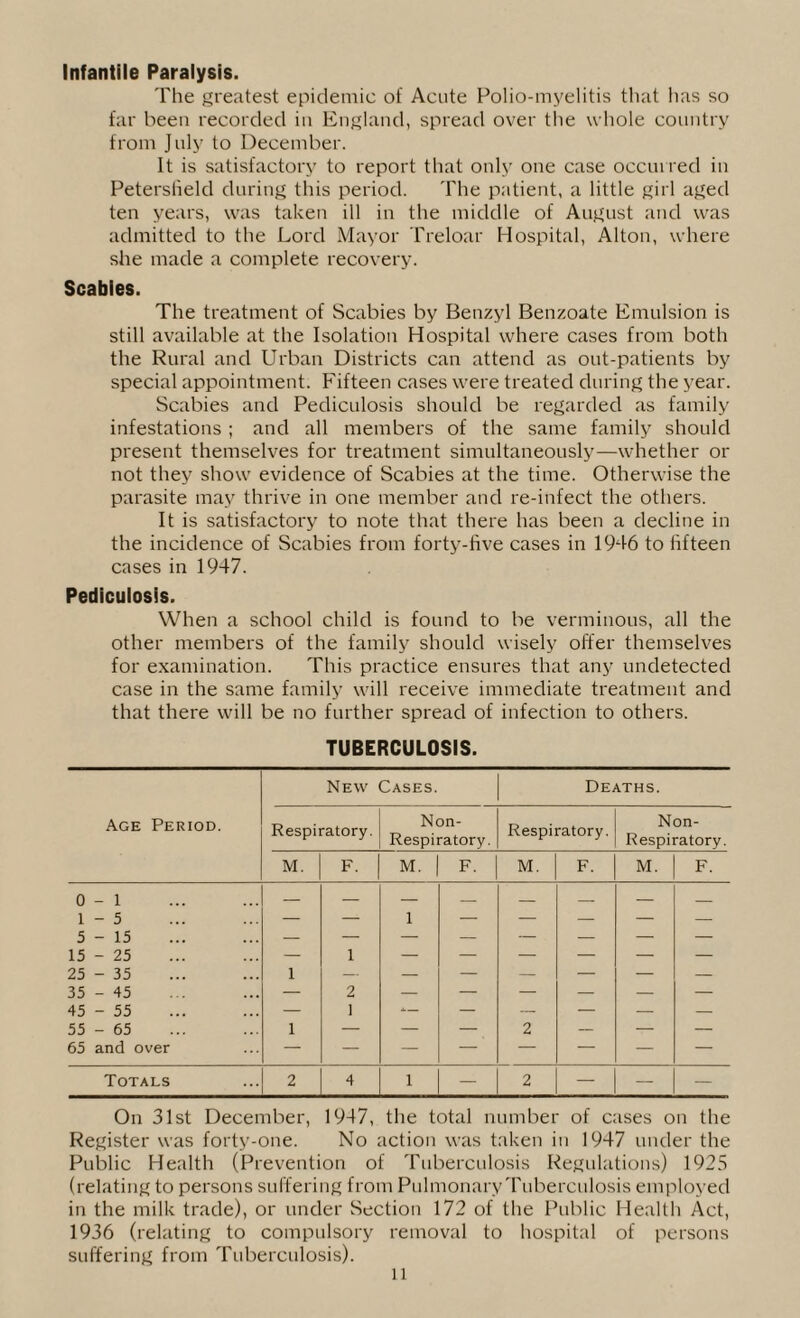 Infantile Paralysis.
The greatest epidemic of Acute Polio-myelitis that has so
far been recorded in England, spread over the whole country
from July to December.
It is satisfactory to report that only one case occurred in
Petersfield during this period. The patient, a little girl aged
ten years, was taken ill in the middle of August and was
admitted to the Lord Mayor Treloar Hospital, Alton, where
she made a complete recovery.
Scabies.
The treatment of Scabies by Benzyl Benzoate Emulsion is
still available at the Isolation Hospital where cases from both
the Rural and Urban Districts can attend as out-patients by
special appointment. Fifteen cases were treated during the year.
Scabies and Pediculosis should be regarded as family
infestations ; and all members of the same family should
present themselves for treatment simultaneously—whether or
not they show evidence of Scabies at the time. Otherwise the
parasite may thrive in one member and re-infect the others.
It is satisfactory to note that there has been a decline in
the incidence of Scabies from forty-five cases in 1946 to fifteen
cases in 1947.
Pediculosis.
When a school child is found to be verminous, all the
other members of the family should wisely offer themselves
for examination. This practice ensures that any undetected
case in the same family will receive immediate treatment and
that there will be no further spread of infection to others.
TUBERCULOSIS.
New Cases. Deaths.
Age Period. Respiratory. Non-Respiratory. Respiratory. Non-Respiratory.
M. F. M. F. M. F. M. F.
0 - 1 ... ... — — — — — — — —
1 - 5 ... ... — — 1 — — — — —
5 - 15 ... ... — — — — — — — —
15 - 25 ... ... — 1 — — — — — —
25 - 35 ... ... 1 — — — — — — —
35 - 45 ... ... — 2 — — — — — —
45 - 55 ... ... — 1 — — — — — —
55 - 65 ... ... 1 — — — 2 — — —
65 and over ... — — — — — — — —
Totals ... 2 4 1 — 2 — — —
On 31st December, 1947, the total number of cases on the
Register was forty-one. No action was taken in 1947 under the
Public Health (Prevention of Tuberculosis Regulations) 1925
(relating to persons suffering from Pulmonary Tuberculosis employed
in the milk trade), or under Section 172 of the Public Health Act,
1936 (relating to compulsory removal to hospital of persons
suffering from Tuberculosis).
11